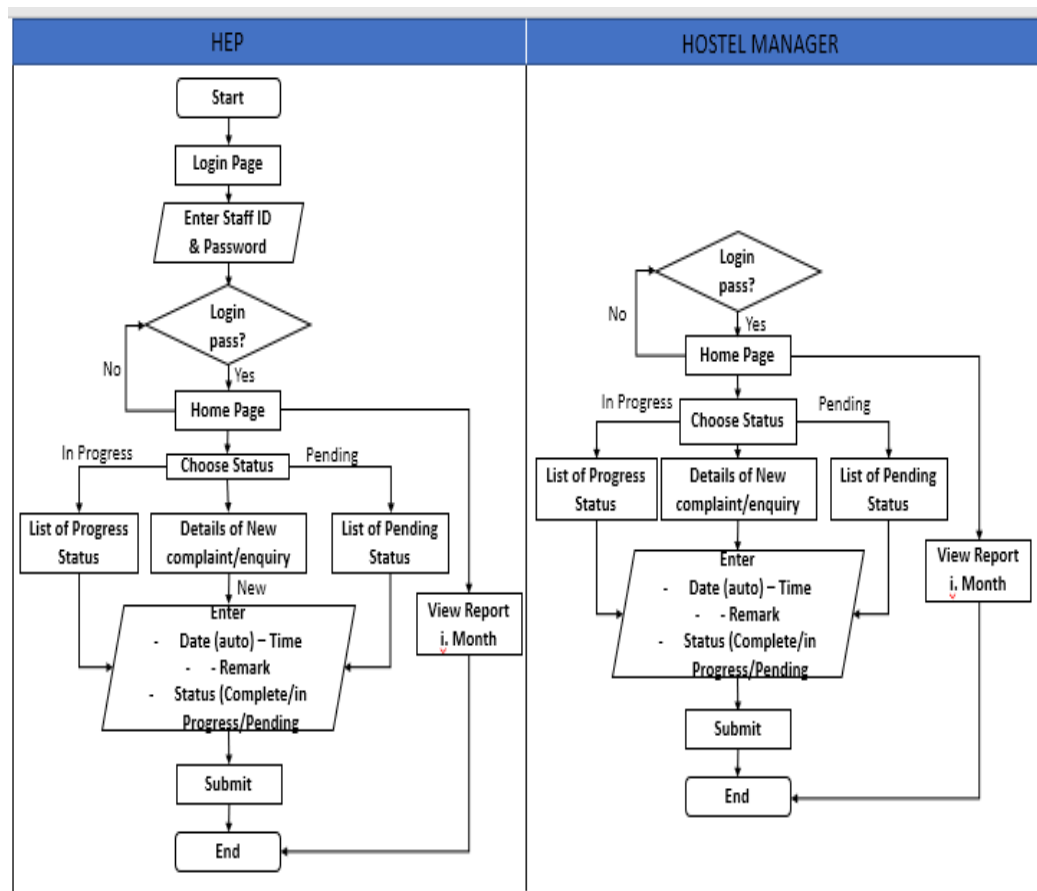 HEP
Start
Login Page
Enter Staff ID
& Password
Login
pass?
No
Yes
Home Page
In Progress
Choose Status
Pending
List of Progress
Status
Details of New
complaint/enquiry
List of Pending
Status
New
Enter
- Date (auto) – Time
- - Remark
- Status (Complete/in
Progress/Pending
View Report
i. Month
Submit
End
HOSTEL MANAGER
Login
pass?
No
Yes
Home Page
In Progress
Choose Status
Pending
List of Progress
Status
Details of New
complaint/enquiry
List of Pending
Status
Enter
- Date (auto) – Time
- - Remark
- Status (Complete/in
Progress/Pending
View Report
i. Month
Submit
End